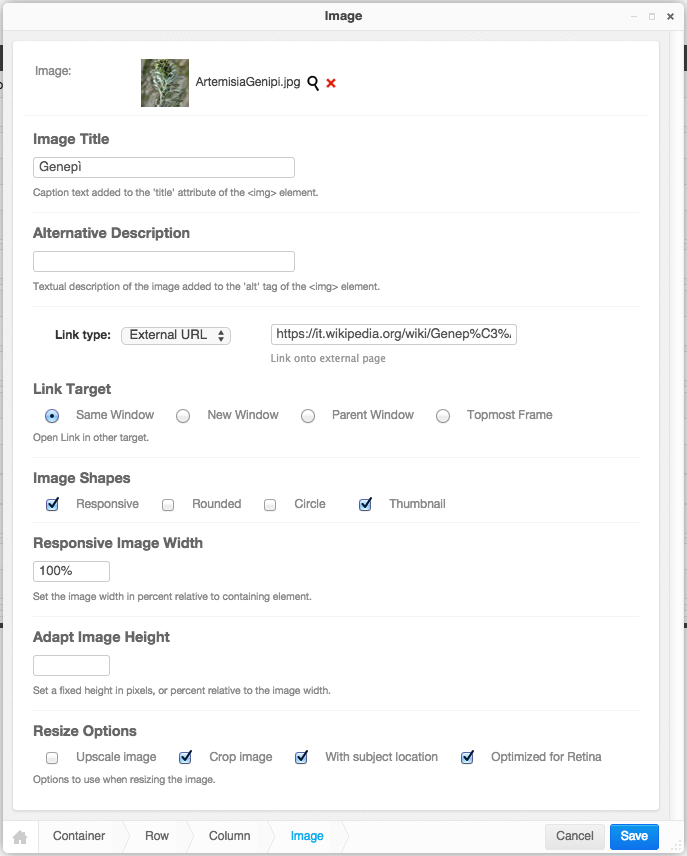 Image
Image:
ArtemisiaGenipi.jpg
Image Title
Genepì
Caption text added to the 'title' attribute of the <img> element.
Alternative Description
Textual description of the image added to the 'alt' tag of the <img> element.
Link type: External URL https://it.wikipedia.org/wiki/Genep%C3%
Link onto external page
Link Target
Same Window New Window Parent Window Topmost Frame
Open Link in other target.
Image Shapes
Responsive Rounded Circle Thumbnail
Responsive Image Width
100%
Set the image width in percent relative to containing element.
Adapt Image Height
Set a fixed height in pixels, or percent relative to the image width.
Resize Options
Upscale image Crop image With subject location Optimized for Retina
Options to use when resizing the image.
Container Row Column Image Cancel Save